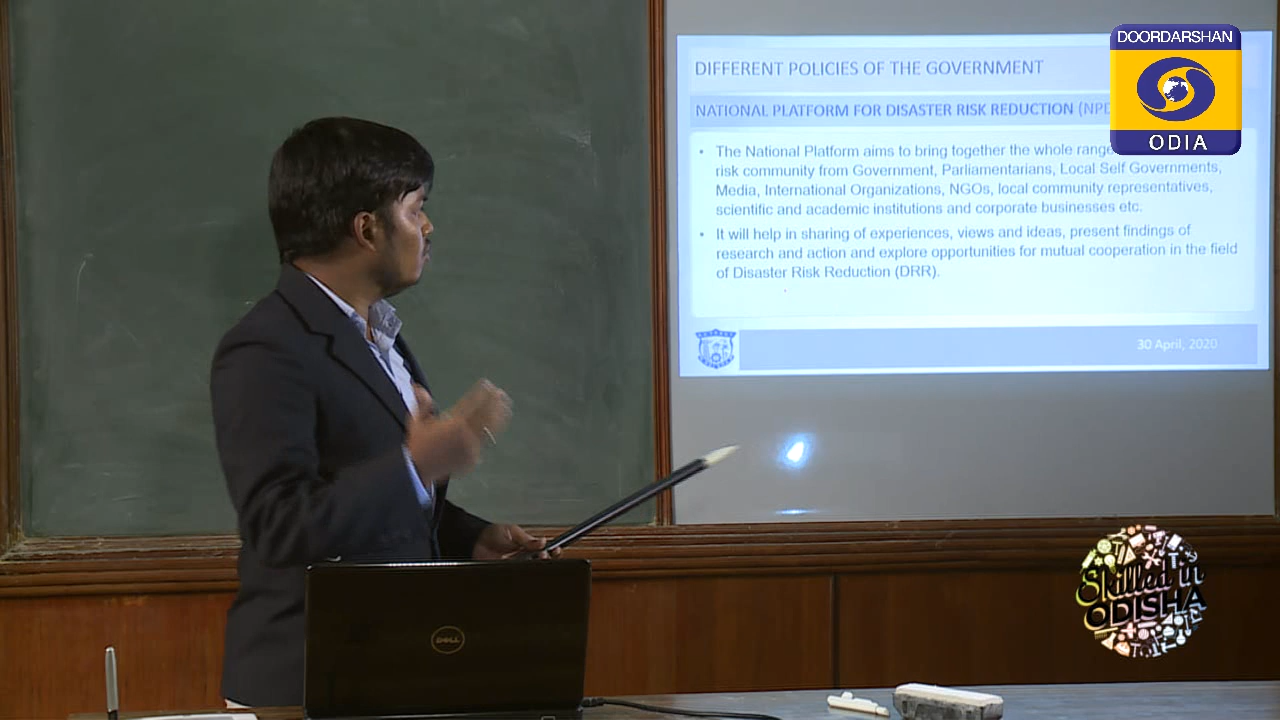 DOORDARSHAN
ODIA
DIFFERENT POLICIES OF THE GOVERNMENT
NATIONAL PLATFORM FOR DISASTER RISK REDUCTION
• The National Platform aims to bring together the whole range
risk community from Government, Parliamentarians, Local Self Governments,
Media, International Organizations, NGOs, local community representatives,
scientific and academic institutions and corporate businesses etc.
• It will help in sharing of experiences, views and ideas, present findings of
research and action and explore opportunities for mutual cooperation in the field
of Disaster Risk Reduction (DRR).
30 April, 2020
DELL
Skilled in
ODISHA